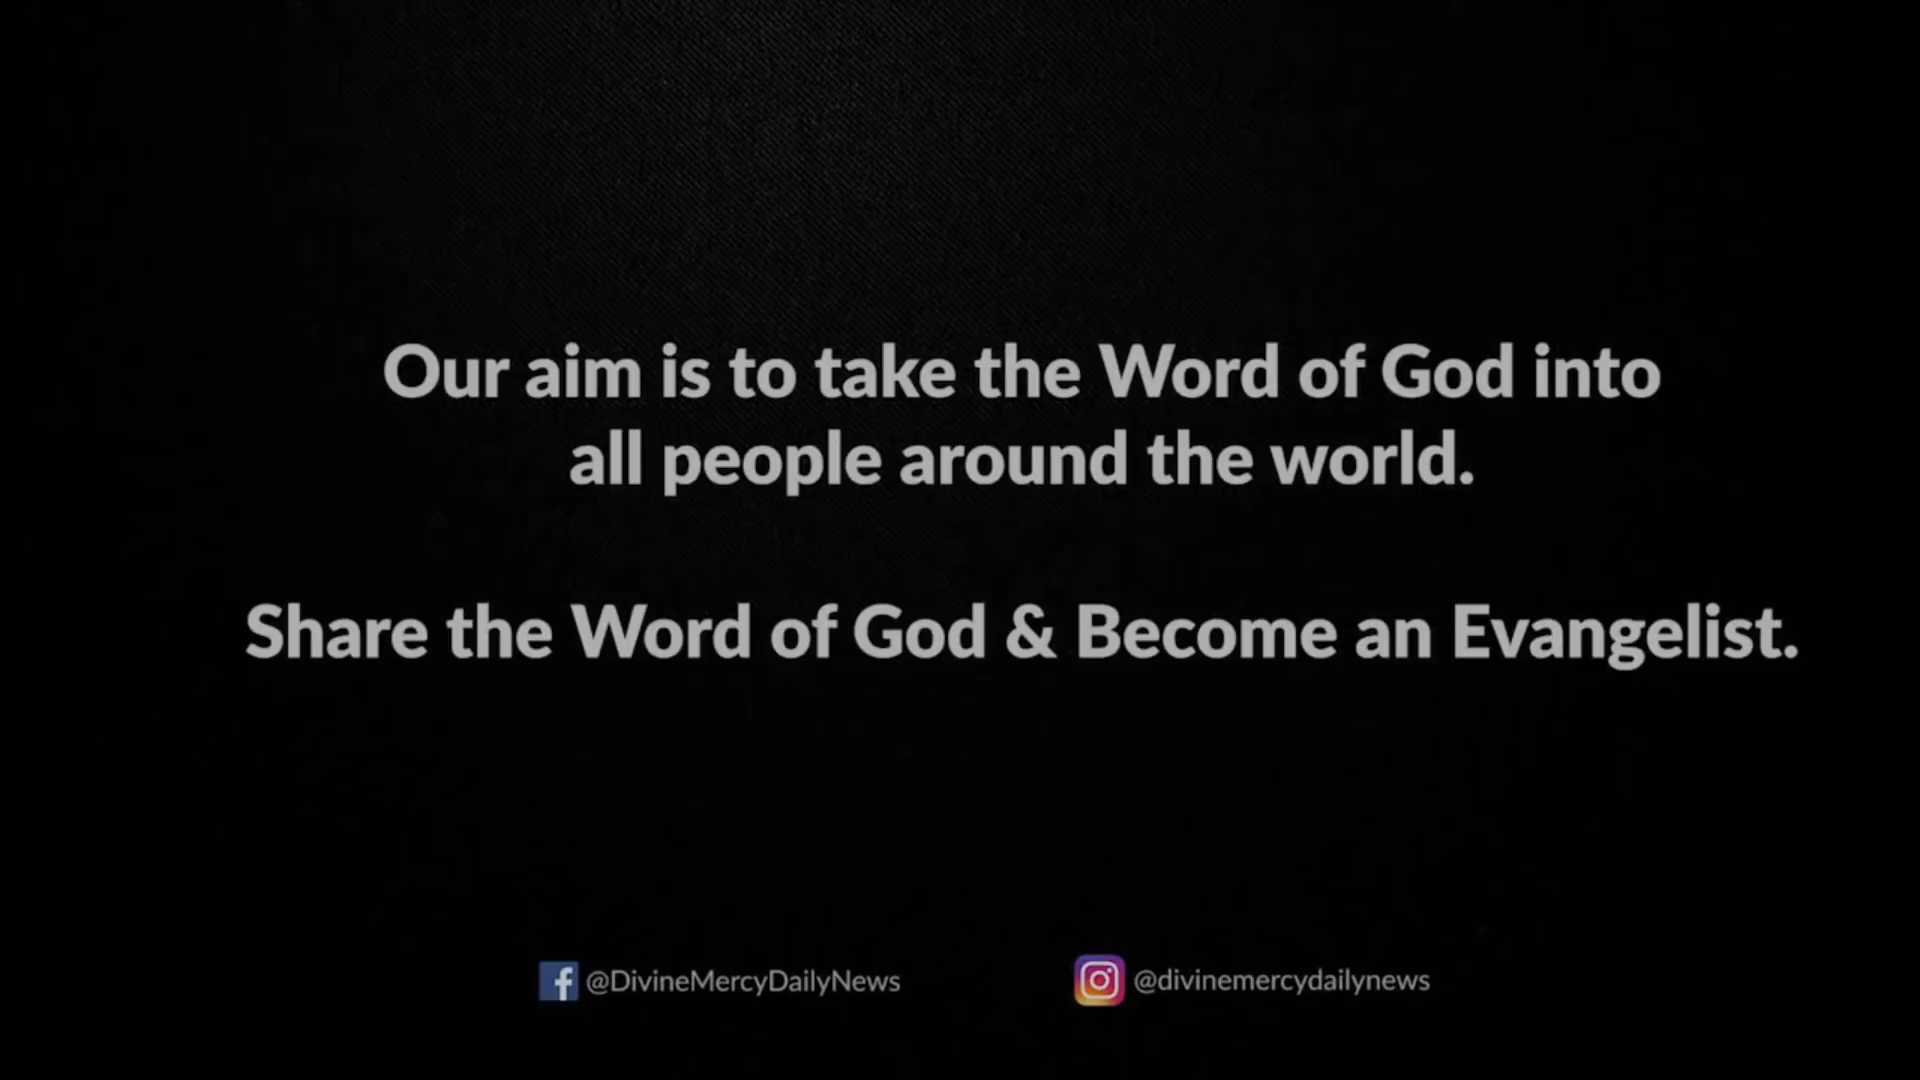 Our aim is to take the Word of God into
all people around the world.
Share the Word of God & Become an Evangelist.
@DivineMercyDailyNews
@divinemercydailynews